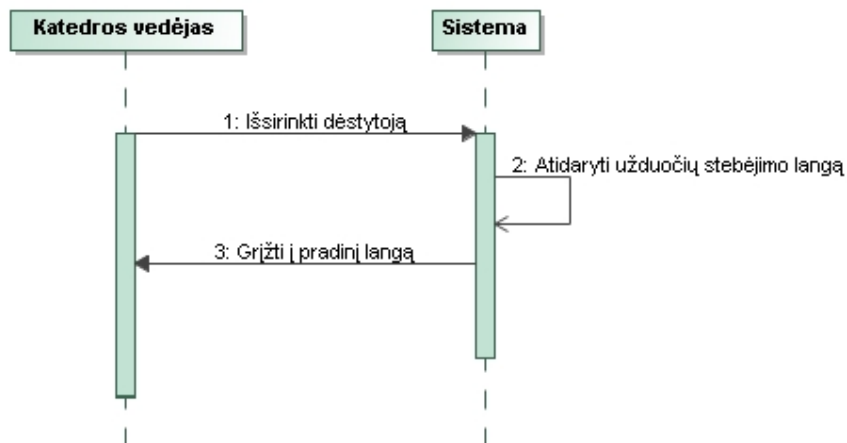 Katedros vedėjas
Sistema
1: Išsirinkti dėstytoją
2: Atidaryti užduočių stebėjimo langą
3: Grįžti į pradinį langą